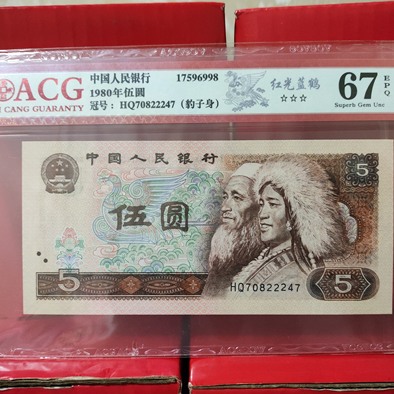 ACG
CANG GUARANTY
中国人民银行 17596998
1980年伍圆
冠号：HQ70822247（豹子身）
红光蓝鹤
☆☆☆
67 EPQ
Superb Gem Unc
中国人民银行
5
伍圆
HQ70822247
5
5